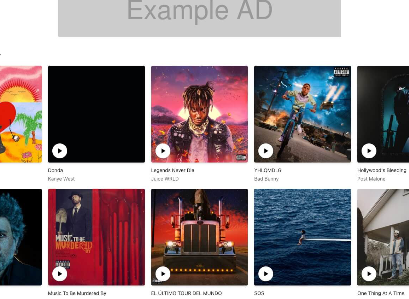 Example AD
Donda
Kanye West
Legends Never Die
Juice WRLD
YHLQMDLG
Bad Bunny
Hollywood's Bleeding
Post Malone
MUSIC TO BE
MURDERED
BY
Music To Be Murdered By
EL ÚLTIMO TOUR DEL MUNDO
SOS
One Thing At A Time